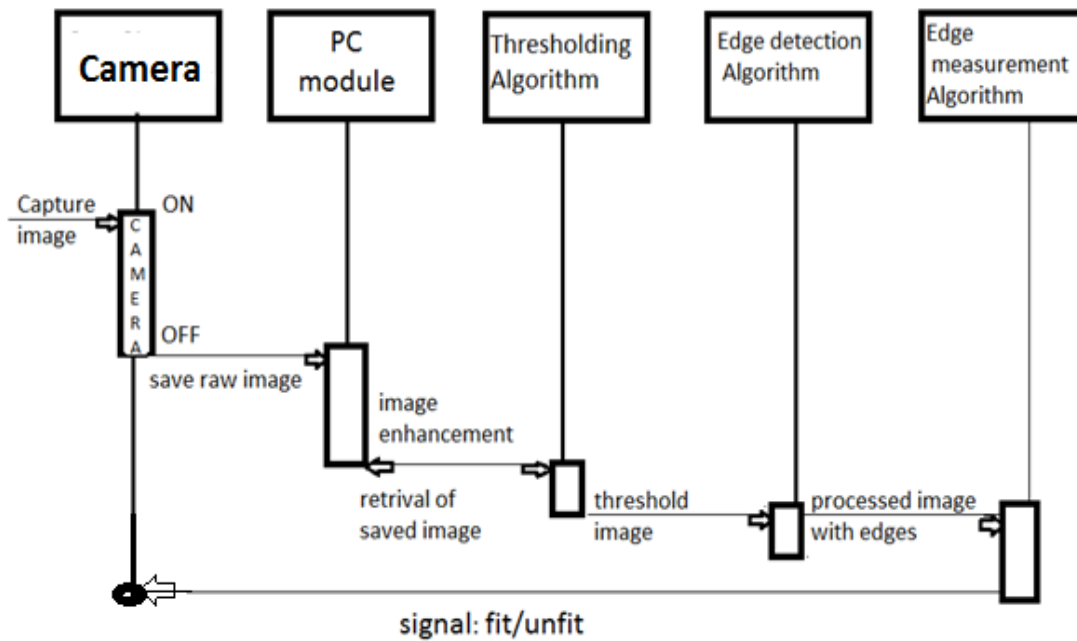 Camera
PC
module
Thresholding
Algorithm
Edge detection
Algorithm
Edge
measurement
Algorithm
Capture
image
ON
C
A
M
E
R
A
OFF
save raw image
image
enhancement
retrival of
saved image
threshold
image
processed image
with edges
signal: fit/unfit